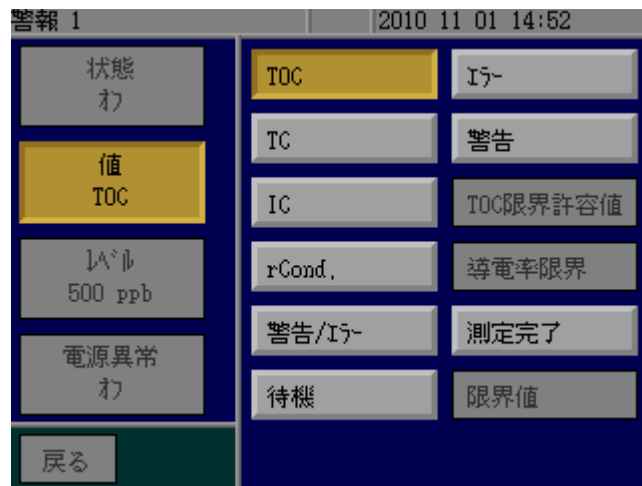 警報 1
2010 11 01 14:52
状態
ｵﾌ
値
TOC
ﾚﾍﾞﾙ
500 ppb
電源異常
ｵﾌ
戻る
TOC
ｴﾗｰ
TC
警告
IC
TOC限界許容値
rCond.
導電率限界
警告/ｴﾗｰ
測定完了
待機
限界値